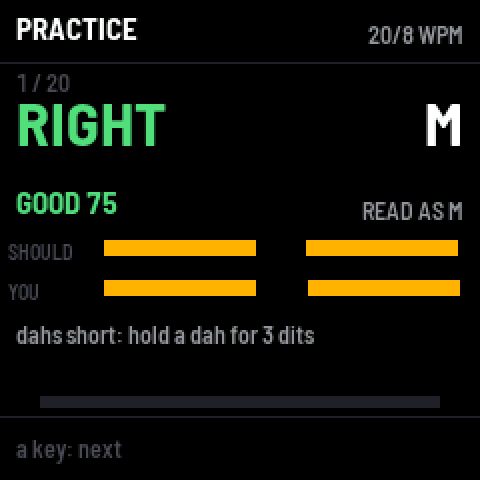 PRACTICE
20/8 WPM
1 / 20
RIGHT M
GOOD 75
READ AS M
SHOULD
YOU
dahs short: hold a dah for 3 dits
a key: next